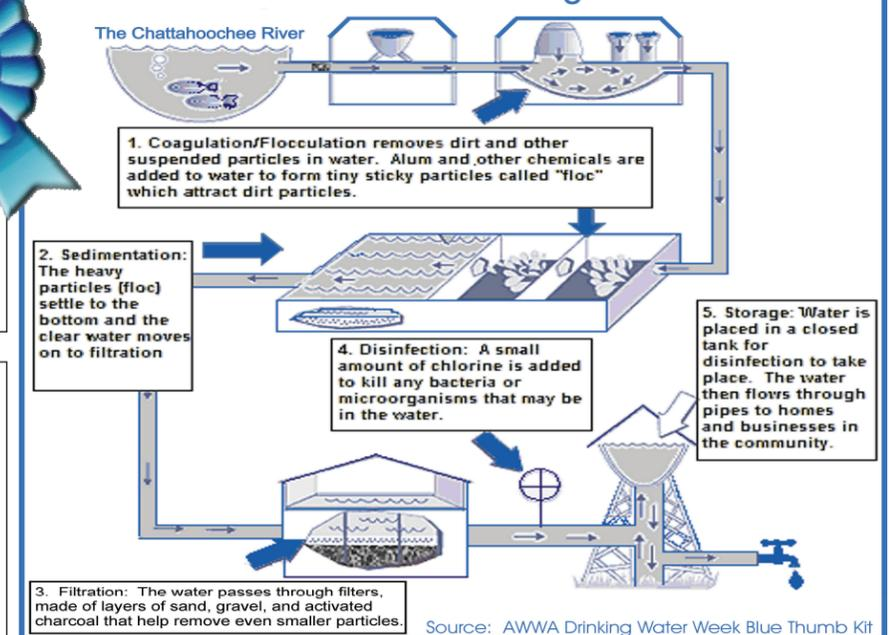 The Chattahoochee River
1. Coagulation/Flocculation removes dirt and other
suspended particles in water. Alum and other chemicals are
added to water to form tiny sticky particles called "floc"
which attract dirt particles.
2. Sedimentation:
The heavy
particles (floc)
settle to the
bottom and the
clear water moves
on to filtration
5. Storage: Water is
placed in a closed
tank for
disinfection to take
place. The water
then flows through
pipes to homes
and businesses in
the community.
4. Disinfection: A small
amount of chlorine is added
to kill any bacteria or
microorganisms that may be
in the water.
3. Filtration: The water passes through filters,
made of layers of sand, gravel, and activated
charcoal that help remove even smaller particles.
Source: AWWA Drinking Water Week Blue Thumb Kit